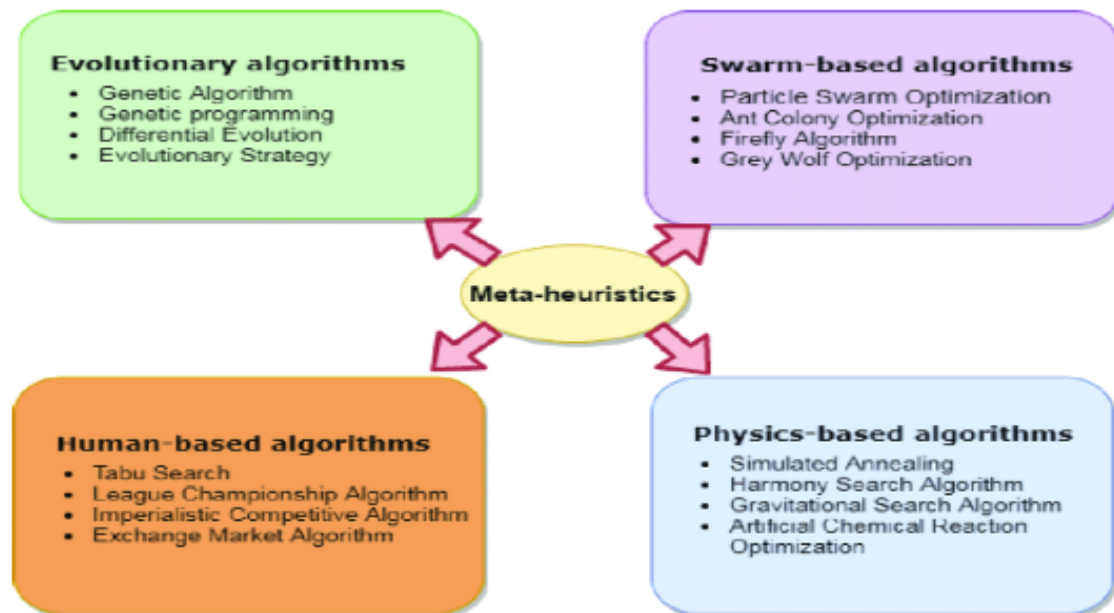 Evolutionary algorithms
• Genetic Algorithm
• Genetic programming
• Differential Evolution
• Evolutionary Strategy
Swarm-based algorithms
• Particle Swarm Optimization
• Ant Colony Optimization
• Firefly Algorithm
• Grey Wolf Optimization
Meta-heuristics
Human-based algorithms
• Tabu Search
• League Championship Algorithm
• Imperialistic Competitive Algorithm
• Exchange Market Algorithm
Physics-based algorithms
• Simulated Annealing
• Harmony Search Algorithm
• Gravitational Search Algorithm
• Artificial Chemical Reaction
Optimization